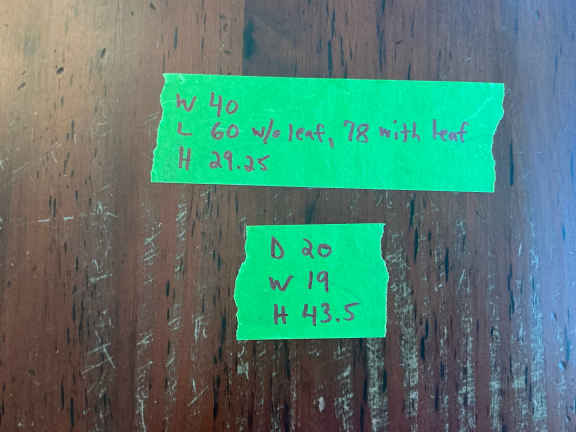 W 40
L 60 w/o leaf, 78 with leaf
H 29.25
D 20
W 19
H 43.5